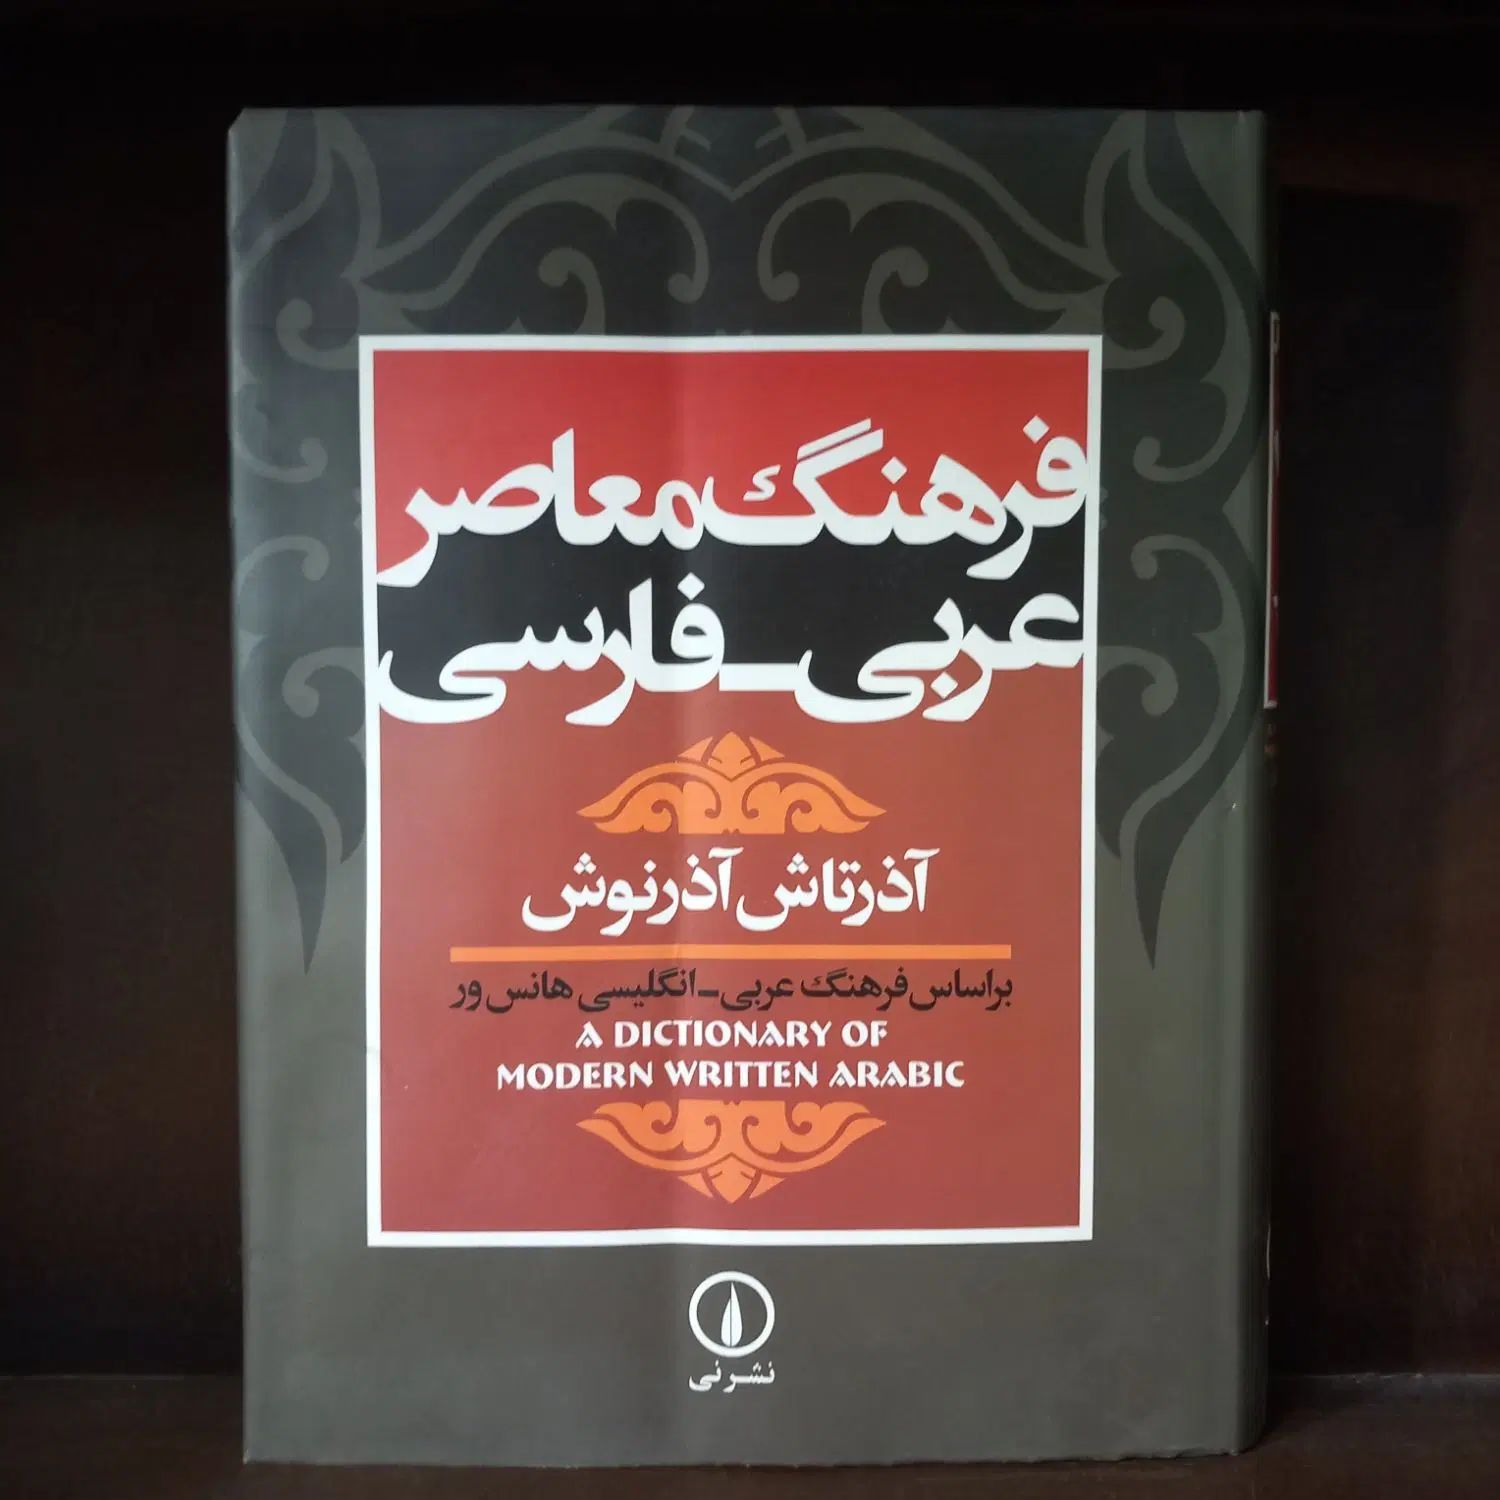 فرهنگ معاصر
عربی - فارسی
آذرتاش آذرنوش
براساس فرهنگ عربی - انگلیسی هانس ور
A DICTIONARY OF
MODERN WRITTEN ARABIC
نشر نی